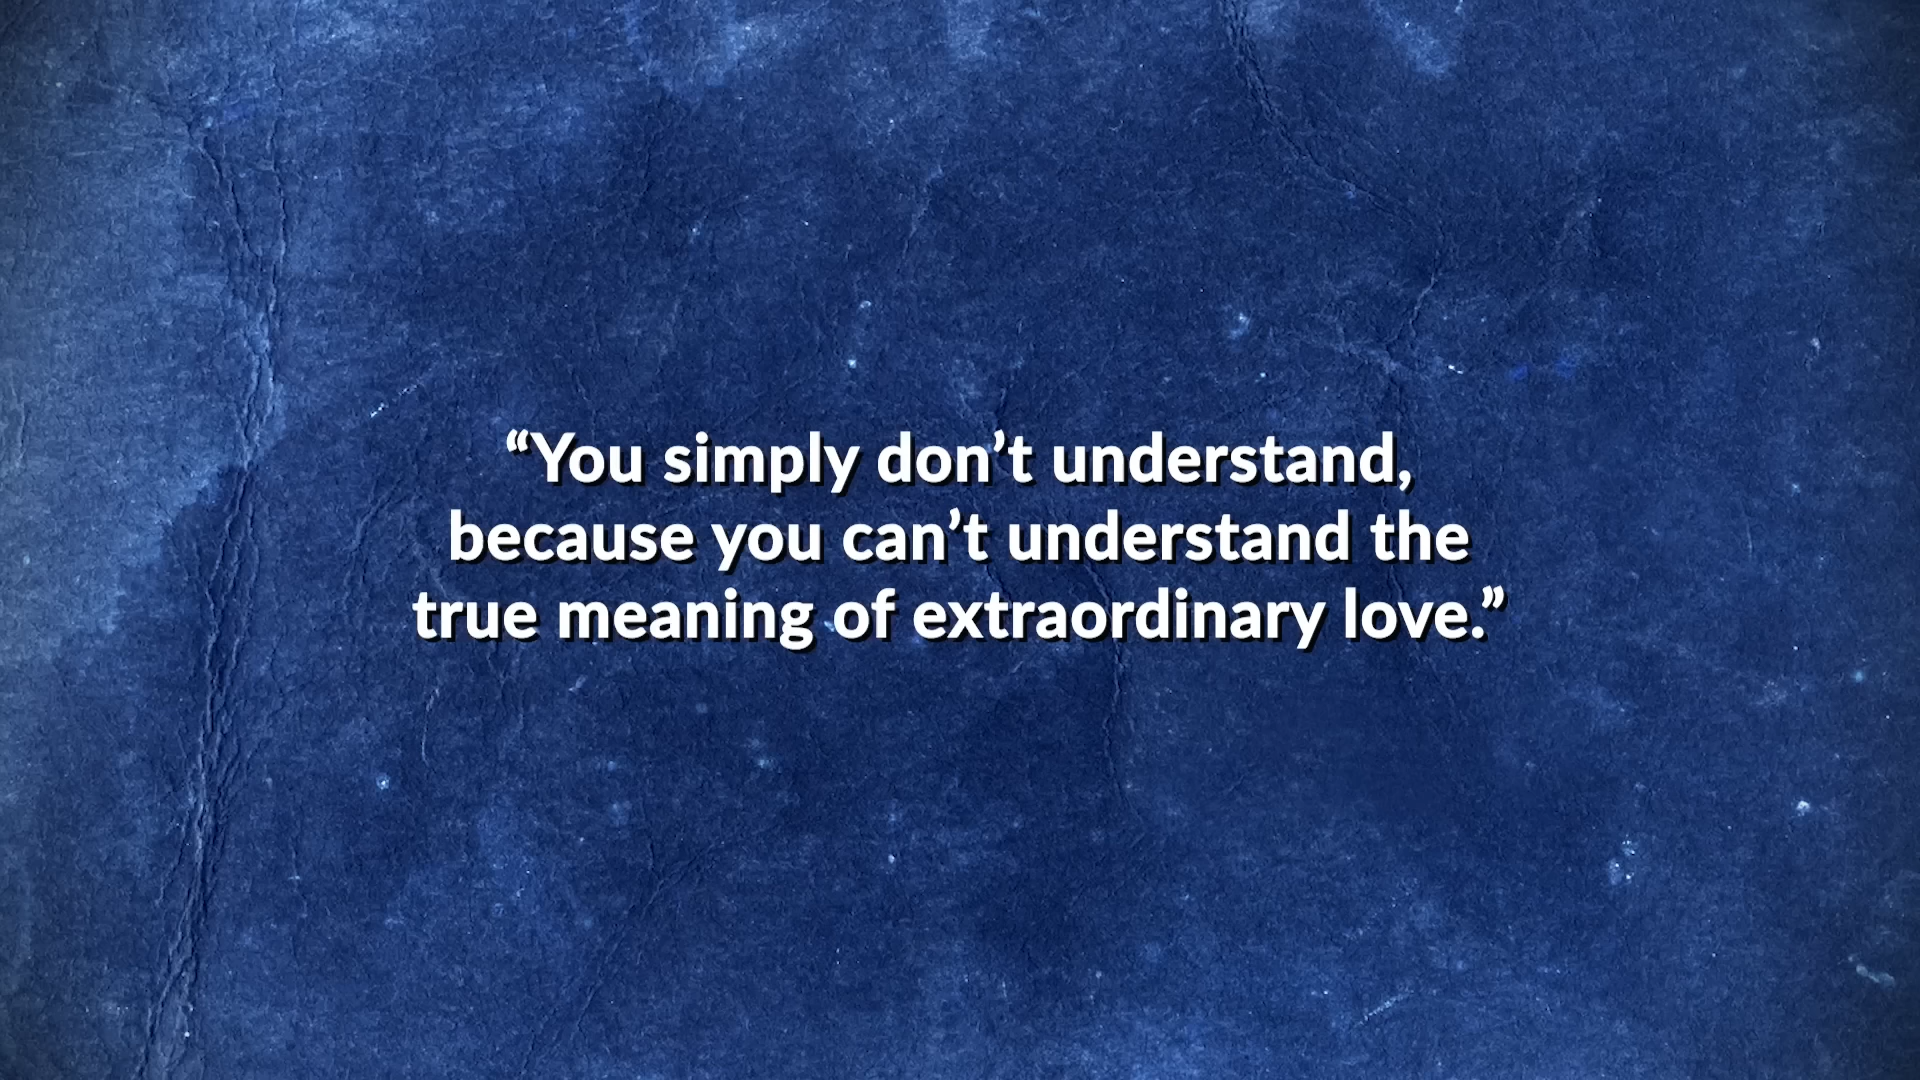 “You simply don’t understand,
because you can’t understand the
true meaning of extraordinary love.”